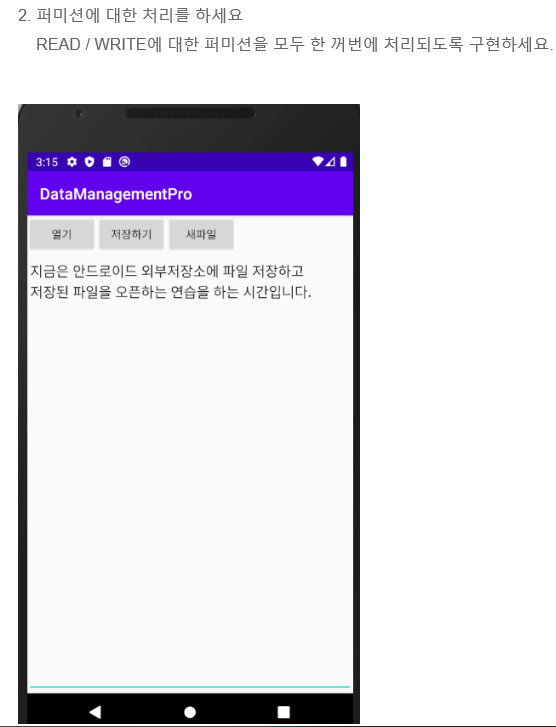 2. 퍼미션에 대한 처리를 하세요
READ / WRITE에 대한 퍼미션을 모두 한 꺼번에 처리되도록 구현하세요.
3:15
DataManagementPro
열기 저장하기 새파일
지금은 안드로이드 외부저장소에 파일 저장하고
저장된 파일을 오픈하는 연습을 하는 시간입니다.